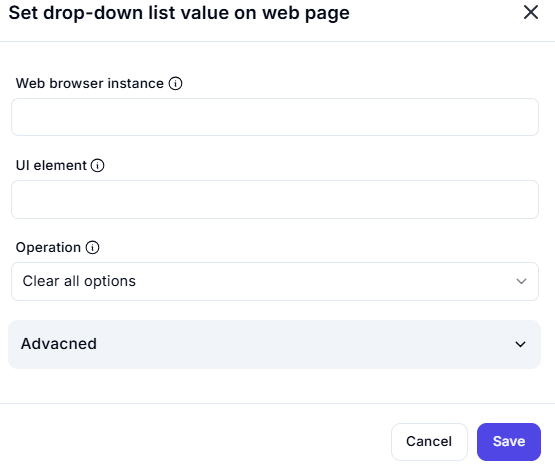 Set drop-down list value on web page
Web browser instance
UI element
Operation
Clear all options
Advacned
Cancel Save